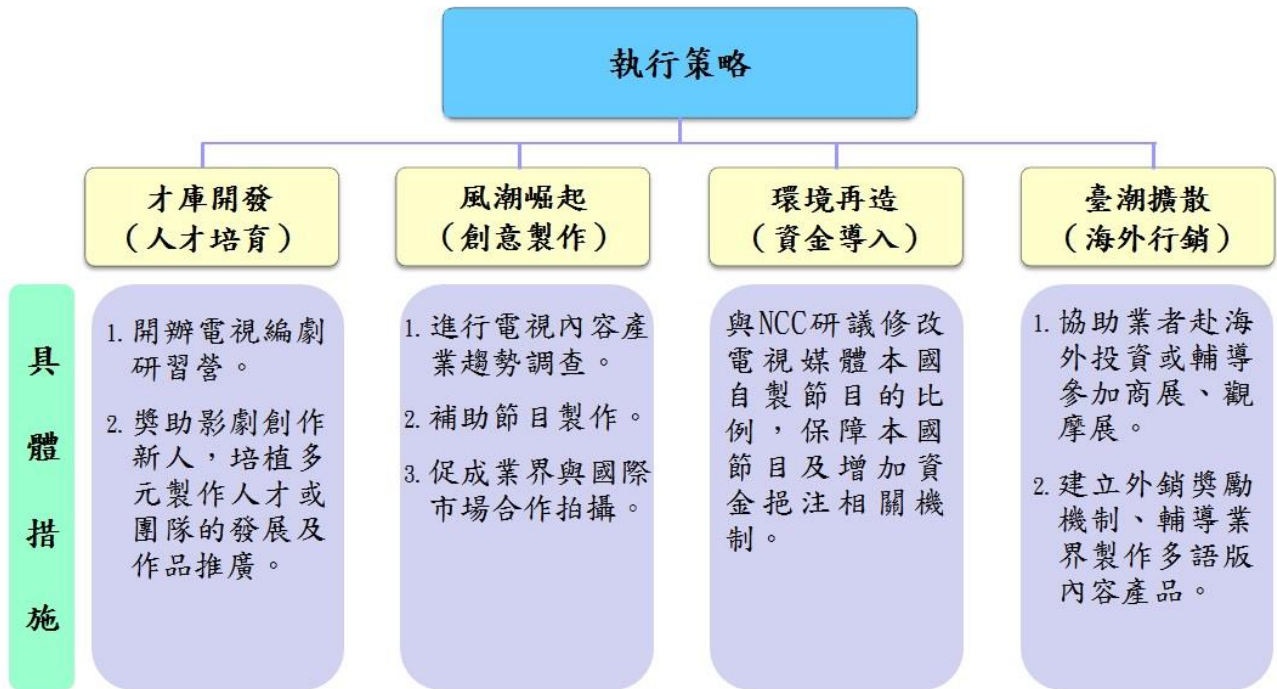 執行策略
才庫開發
（人才培育）
風潮崛起
（創意製作）
環境再造
（資金導入）
臺潮擴散
（海外行銷）
具
體
措
施
1. 開辦電視編劇
研習營。
2. 獎助影劇創作
新人，培植多
元製作人才或
團隊的發展及
作品推廣。
1. 進行電視內容產
業趨勢調查。
2. 補助節目製作。
3. 促成業界與國際
市場合作拍攝。
與NCC研議修改
電視媒體本國
自製節目的比
例，保障本國
節目及增加資
金挹注相關機
制。
1. 協助業者赴海
外投資或輔導
參加商展、觀
摩展。
2. 建立外銷獎勵
機制、輔導業
界製作多語版
內容產品。